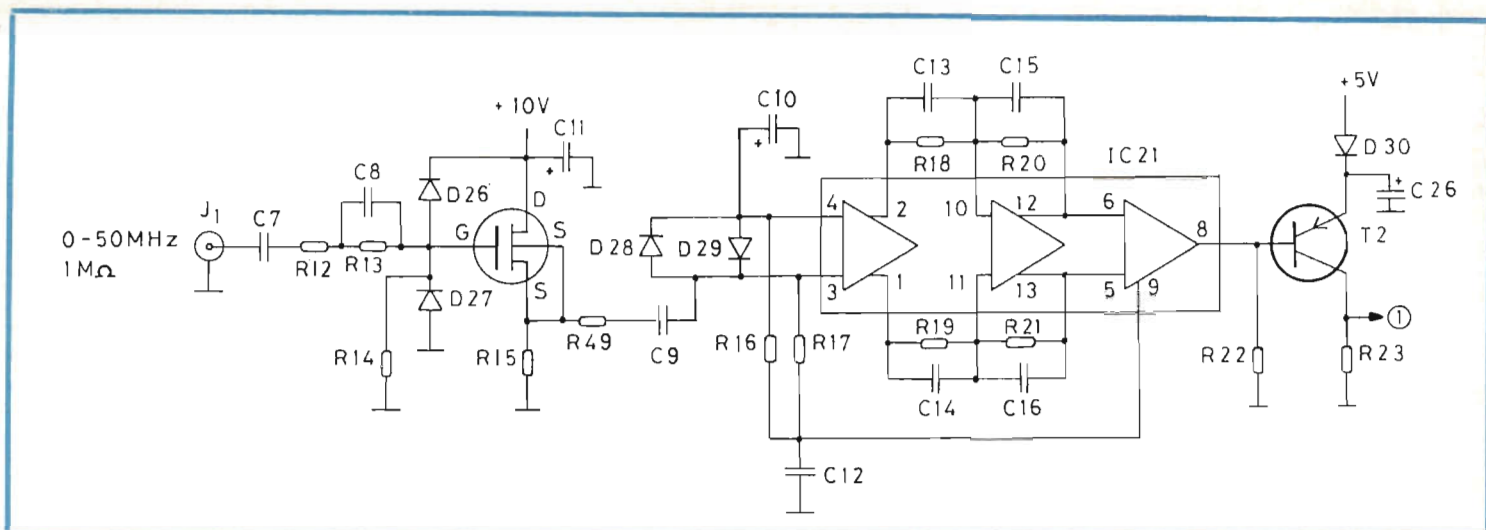 C13
C15
+5V
+10V
C10
C11
D30
R18
R20
IC21
C8
D26
C26
D
J1
4
2
10
12
6
C7
G
S
0-50MHz
1MΩ
D28
D29
8
T2
R12
R13
S
3
1
11
13
5
9
D27
1
R49
R16
R17
R19
R21
R22
R23
R14
R15
C9
C14
C16
C12